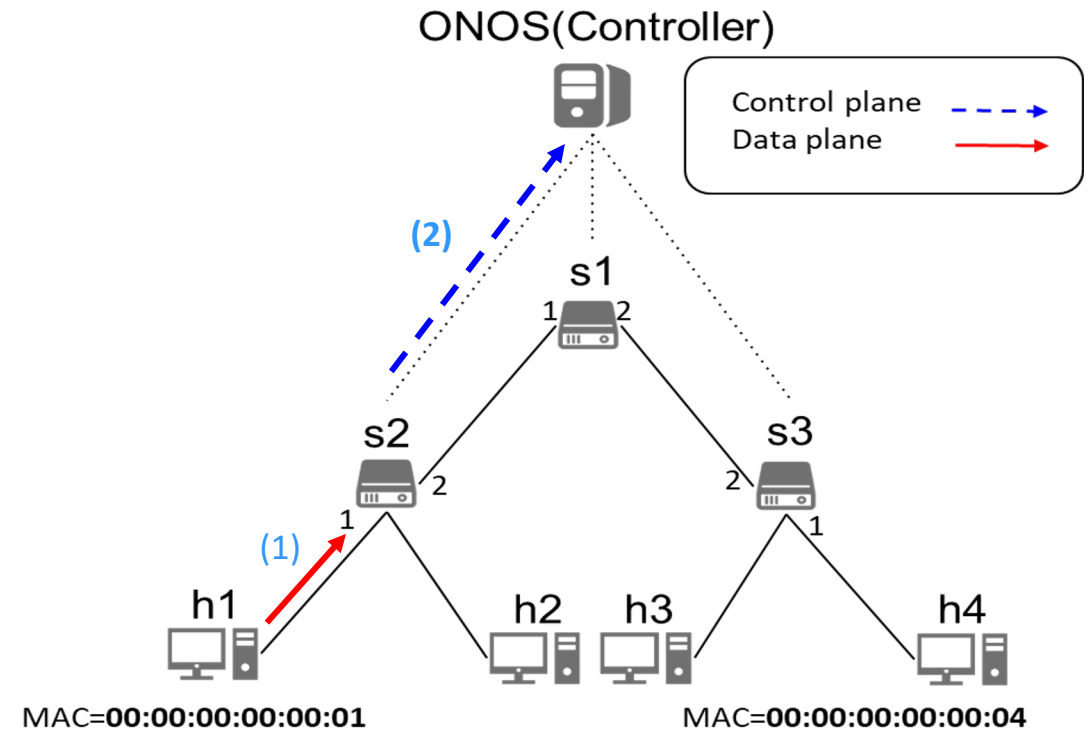 ONOS(Controller)
Control plane
Data plane
(2)
s1
1 2
s2
s3
2
2
1
1
(1)
h1
h2
h3
h4
MAC=00:00:00:00:00:01
MAC=00:00:00:00:00:04